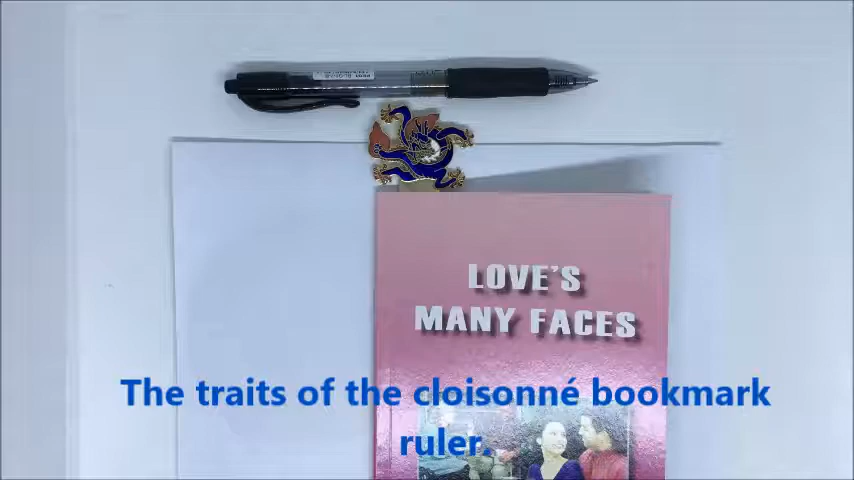 LOVE'S
MANY FACES
The traits of the cloisonné bookmark
ruler.